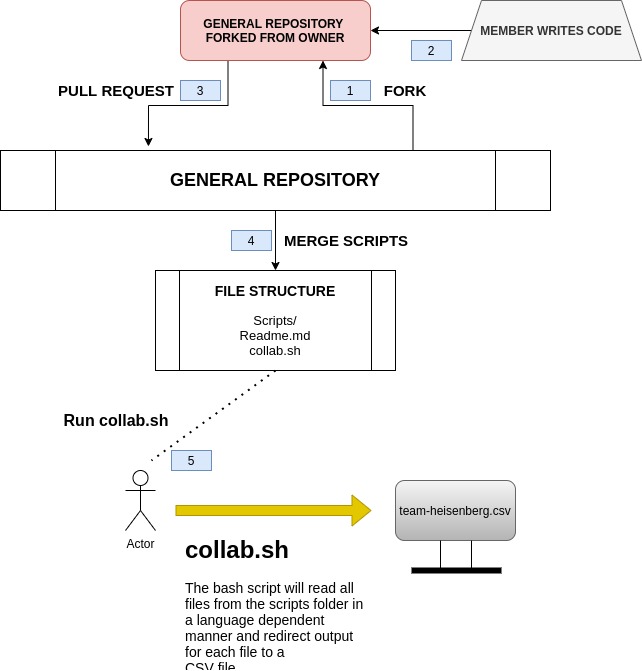 GENERAL REPOSITORY
FORKED FROM OWNER
MEMBER WRITES CODE
2
PULL REQUEST
3
1
FORK
GENERAL REPOSITORY
4
MERGE SCRIPTS
FILE STRUCTURE
Scripts/
Readme.md
collab.sh
Run collab.sh
5
Actor
team-heisenberg.csv
collab.sh
The bash script will read all
files from the scripts folder in
a language dependent
manner and redirect output
for each file to a
CSV file